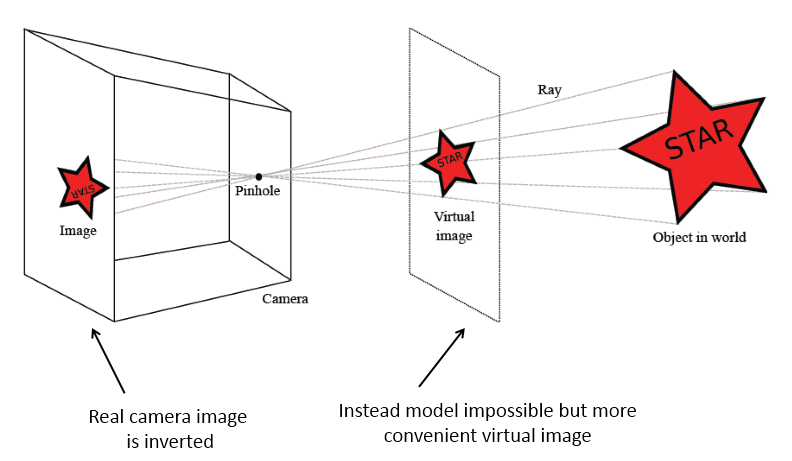 Ray
STAR
STAR
STAR
Pinhole
Image
Virtual
image
Object in world
Camera
Real camera image
is inverted
Instead model impossible but more
convenient virtual image